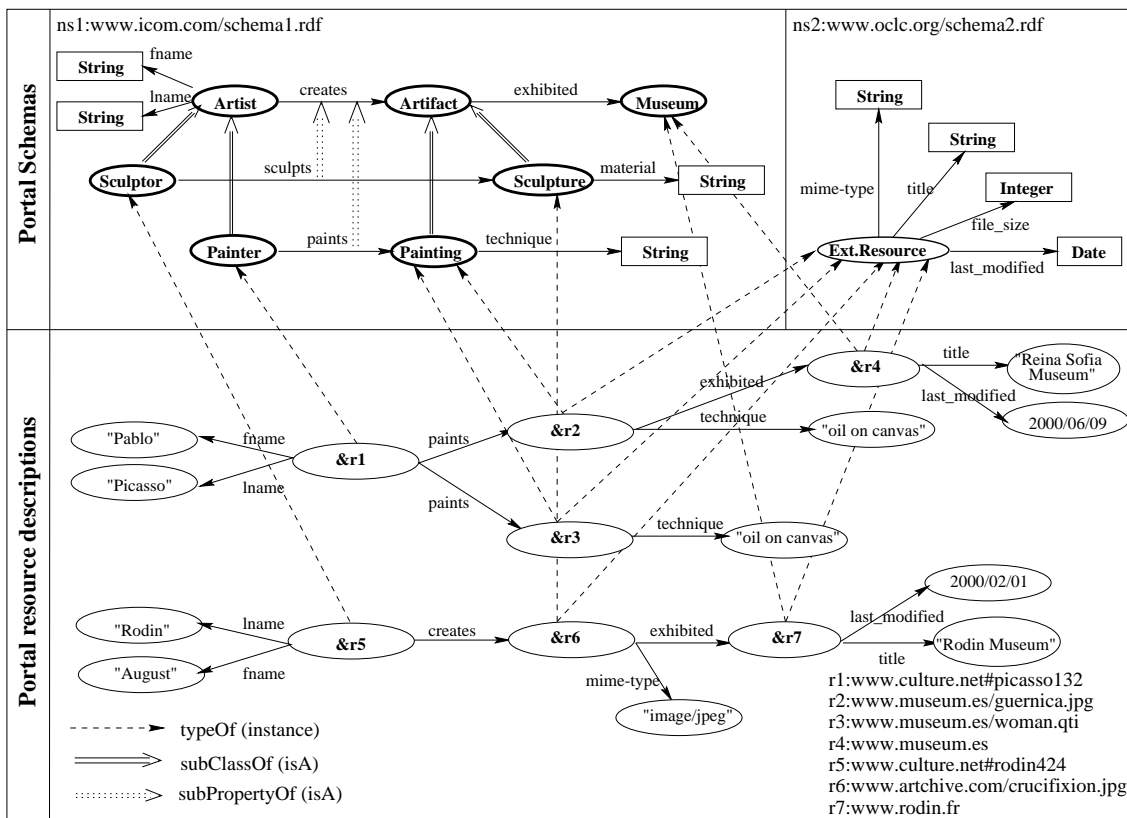 ns1:www.icom.com/schema1.rdf
ns2:www.oclc.org/schema2.rdf
Portal Schemas
fname
String
lname
String
Artist
creates
Artifact
exhibited
Museum
Sculptor
sculpts
Sculpture
material
String
Painter
paints
Painting
technique
String
String
String
mime-type
title
Integer
file_size
Ext.Resource
last_modified
Date
Portal resource descriptions
&r4
title
"Reina Sofia
Museum"
exhibited
last_modified
2000/06/09
"Pablo"
fname
&r1
paints
&r2
technique
"oil on canvas"
"Picasso"
lname
paints
&r3
technique
"oil on canvas"
2000/02/01
"Rodin"
lname
&r5
creates
&r6
exhibited
&r7
last_modified
"Rodin Museum"
title
"August"
fname
mime-type
"image/jpeg"
typeOf (instance)
subClassOf (isA)
subPropertyOf (isA)
r1:www.culture.net#picasso132
r2:www.museum.es/guernica.jpg
r3:www.museum.es/woman.qti
r4:www.museum.es
r5:www.culture.net#rodin424
r6:www.artchive.com/crucifixion.jpg
r7:www.rodin.fr